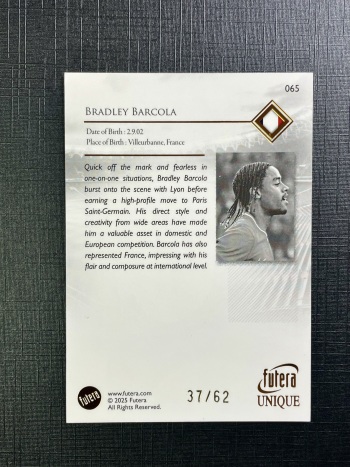 065
BRADLEY BARCOLA
Date of Birth : 2.9.02
Place of Birth : Villeurbanne, France
Quick off the mark and fearless in
one-on-one situations, Bradley Barcola
burst onto the scene with Lyon before
earning a high-profile move to Paris
Saint-Germain. His direct style and
creativity from wide areas have made
him a valuable asset in domestic and
European competition. Barcola has also
represented France, impressing with his
flair and composure at international level.
futera
www.futera.com
© 2025 Futera
All Rights Reserved.
37/62
futera
UNIQUE